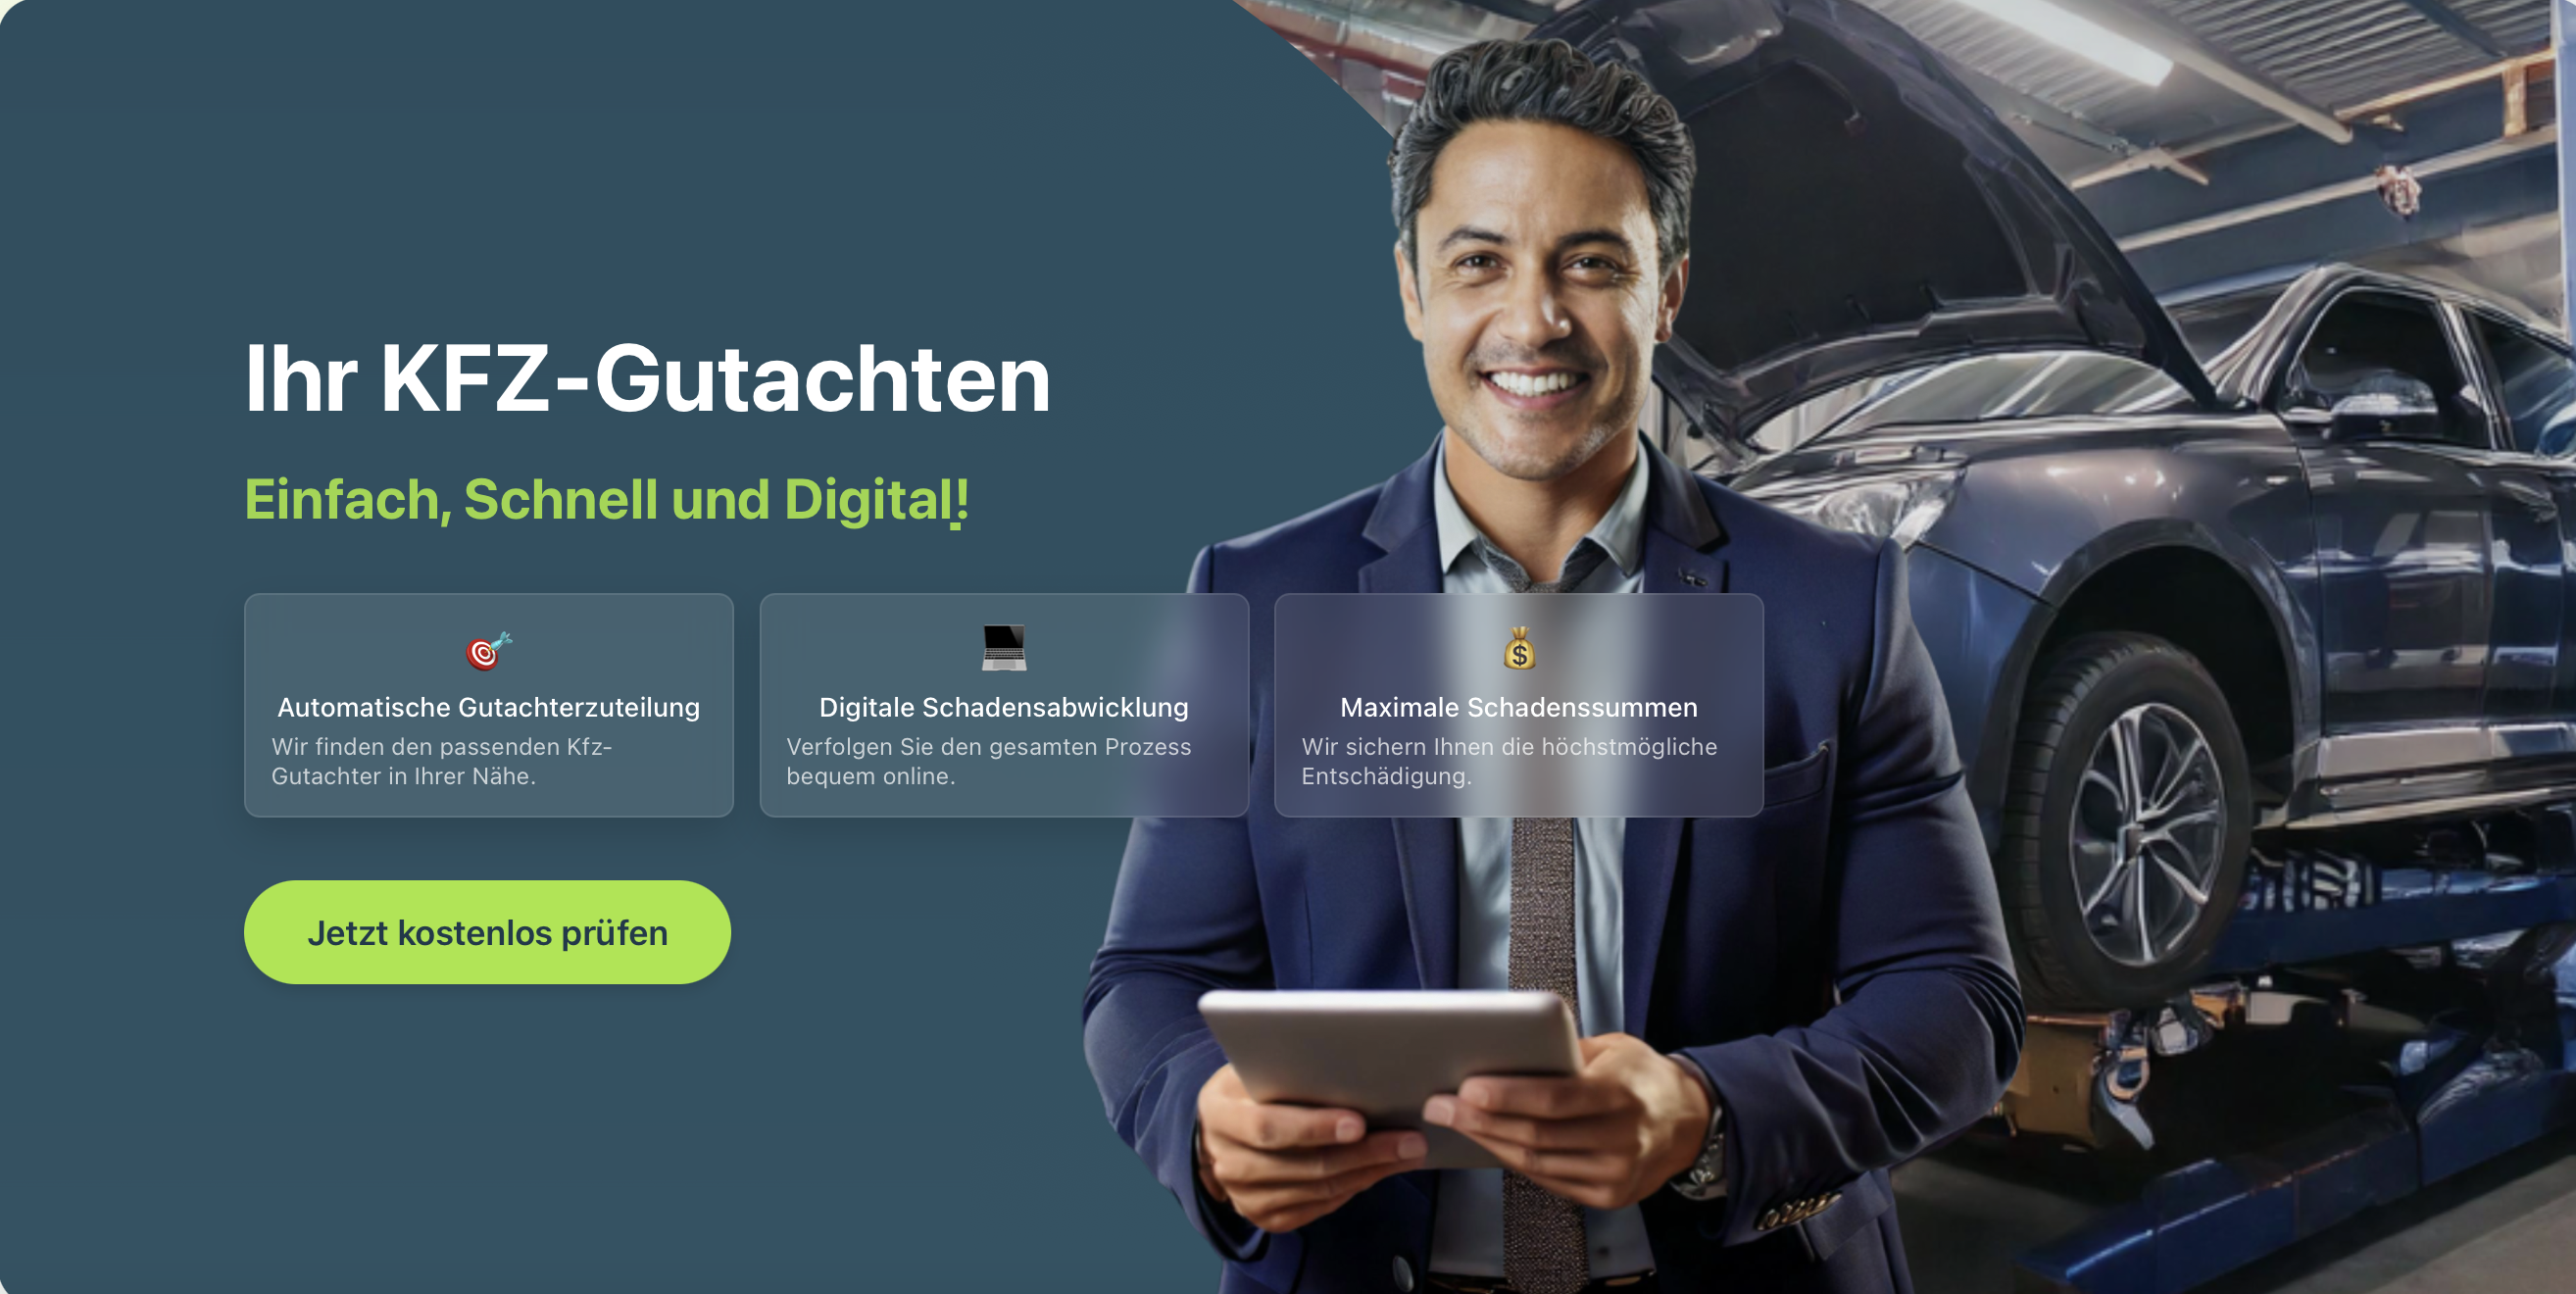 Ihr KFZ-Gutachten
Einfach, Schnell und Digital!
Automatische Gutachterzuteilung
Wir finden den passenden Kfz-
Gutachter in Ihrer Nähe.
Digitale Schadensabwicklung
Verfolgen Sie den gesamten Prozess
bequem online.
Maximale Schadenssummen
Wir sichern Ihnen die höchstmögliche
Entschädigung.
Jetzt kostenlos prüfen